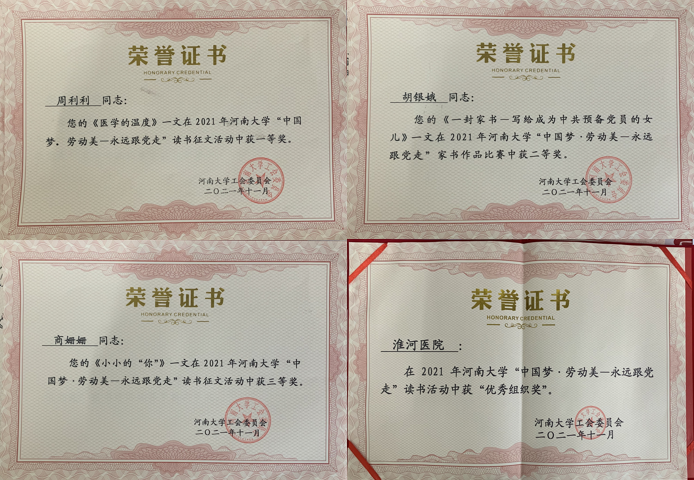 荣誉证书
HONORARY CREDENTIAL
周利利 同志：
您的《医学的温度》一文在2021年河南大学“中国
梦，劳动美—永远跟党走”读书征文活动中获一等奖。
河南大学工会委员会
二〇二一年十一月
荣誉证书
HONORARY CREDENTIAL
胡银娥 同志：
您的《一封家书—写给成为中共预备党员的女
儿》一文在2021年河南大学“中国梦·劳动美—永远
跟党走”家书作品比赛中获二等奖。
河南大学工会委员会
二〇二一年十一月
荣誉证书
HONORARY CREDENTIAL
商姗姗 同志：
您的《小小的“你”》一文在2021年河南大学“中
国梦·劳动美—永远跟党走”读书征文活动中获三等奖。
河南大学工会委员会
二〇二一年十一月
荣誉证书
HONORARY CREDENTIAL
淮河医院 ：
在2021年河南大学“中国梦·劳动美—永远跟党
走”读书活动中获“优秀组织奖”。
河南大学工会委员会
二〇二一年十一月